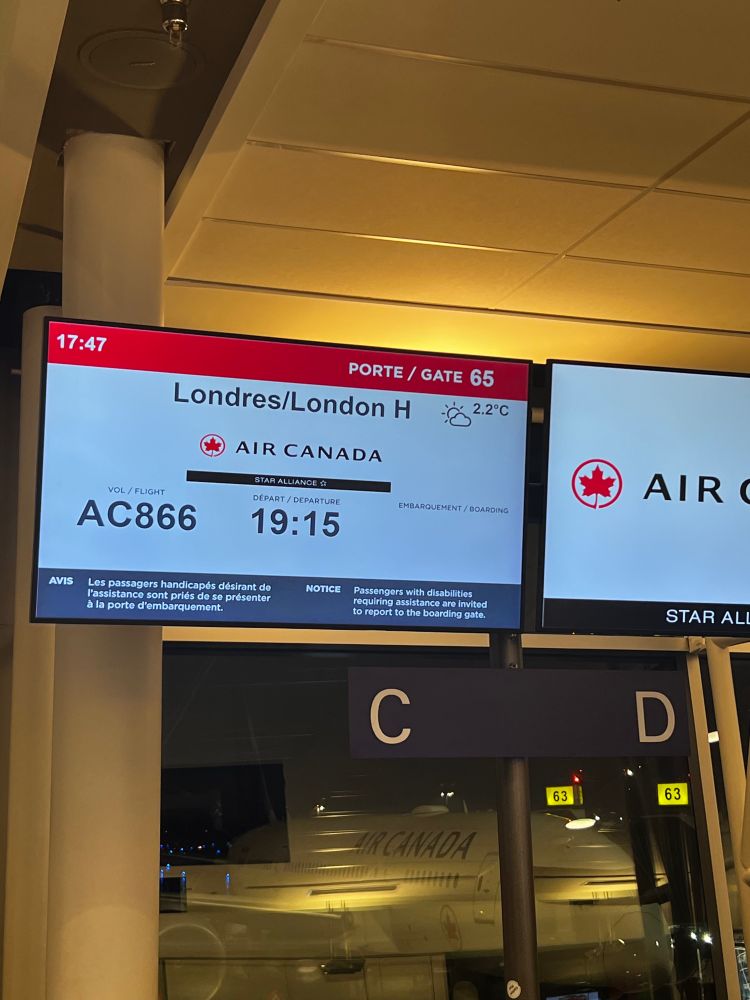 17:47
PORTE / GATE 65
Londres/London H
2.2°C
AIR CANADA
STAR ALLIANCE
VOL / FLIGHT
AC866
DÉPART / DEPARTURE
19:15
EMBARQUEMENT / BOARDING
AVIS
Les passagers handicapés désirant de
l'assistance sont priés de se présenter
à la porte d'embarquement.
NOTICE
Passengers with disabilities
requiring assistance are invited
to report to the boarding gate.
AIR C
STAR ALL
C
D
63
63
AIR CANADA